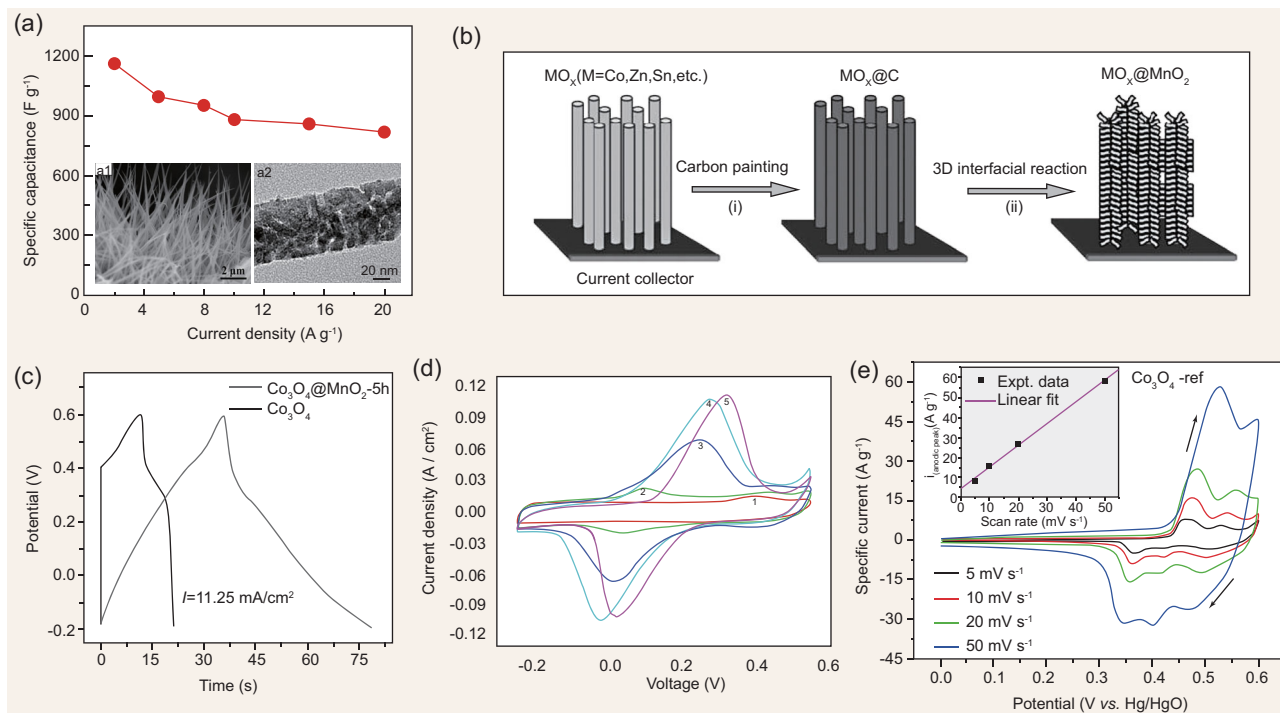 (a)
1200
900
600
300
0
Specific capacitance (F g⁻¹)
a1
2 μm
a2
20 nm
0 4 8 12 16 20
Current density (A g⁻¹)
(b)
MOₓ(M=Co,Zn,Sn,etc.)
MOₓ@C
MOₓ@MnO₂
Carbon painting
(i)
3D interfacial reaction
(ii)
Current collector
(c)
Co₃O₄@MnO₂-5h
Co₃O₄
0.6
0.4
0.2
0.0
-0.2
Potential (V)
I=11.25 mA/cm²
0 15 30 45 60 75
Time (s)
(d)
0.12
0.09
0.06
0.03
0.00
-0.03
-0.06
-0.09
-0.12
Current density (A / cm²)
1
2
3
4
5
-0.2 0.0 0.2 0.4 0.6
Voltage (V)
(e)
60
45
30
15
0
-15
-30
-45
Specific current (A g⁻¹)
Co₃O₄ -ref
Expt. data
Linear fit
60
50
40
30
20
10
0
i(anodic peak)(A g⁻¹)
0 10 20 30 40 50
Scan rate (mV s⁻¹)
5 mV s⁻¹
10 mV s⁻¹
20 mV s⁻¹
50 mV s⁻¹
0.0 0.1 0.2 0.3 0.4 0.5 0.6
Potential (V vs. Hg/HgO)